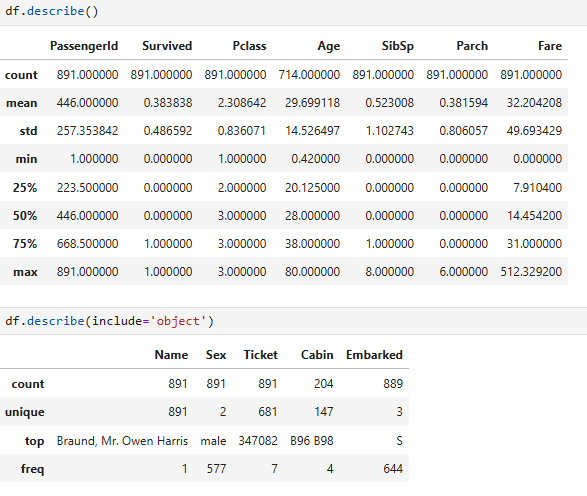 df.describe()
PassengerId Survived Pclass Age SibSp Parch Fare
count 891.000000 891.000000 891.000000 714.000000 891.000000 891.000000 891.000000
mean 446.000000 0.383838 2.308642 29.699118 0.523008 0.381594 32.204208
std 257.353842 0.486592 0.836071 14.526497 1.102743 0.806057 49.693429
min 1.000000 0.000000 1.000000 0.420000 0.000000 0.000000 0.000000
25% 223.500000 0.000000 2.000000 20.125000 0.000000 0.000000 7.910400
50% 446.000000 0.000000 3.000000 28.000000 0.000000 0.000000 14.454200
75% 668.500000 1.000000 3.000000 38.000000 1.000000 0.000000 31.000000
max 891.000000 1.000000 3.000000 80.000000 8.000000 6.000000 512.329200
df.describe(include='object')
Name Sex Ticket Cabin Embarked
count 891 891 891 204 889
unique 891 2 681 147 3
top Braund, Mr. Owen Harris male 347082 B96 B98 S
freq 1 577 7 4 644